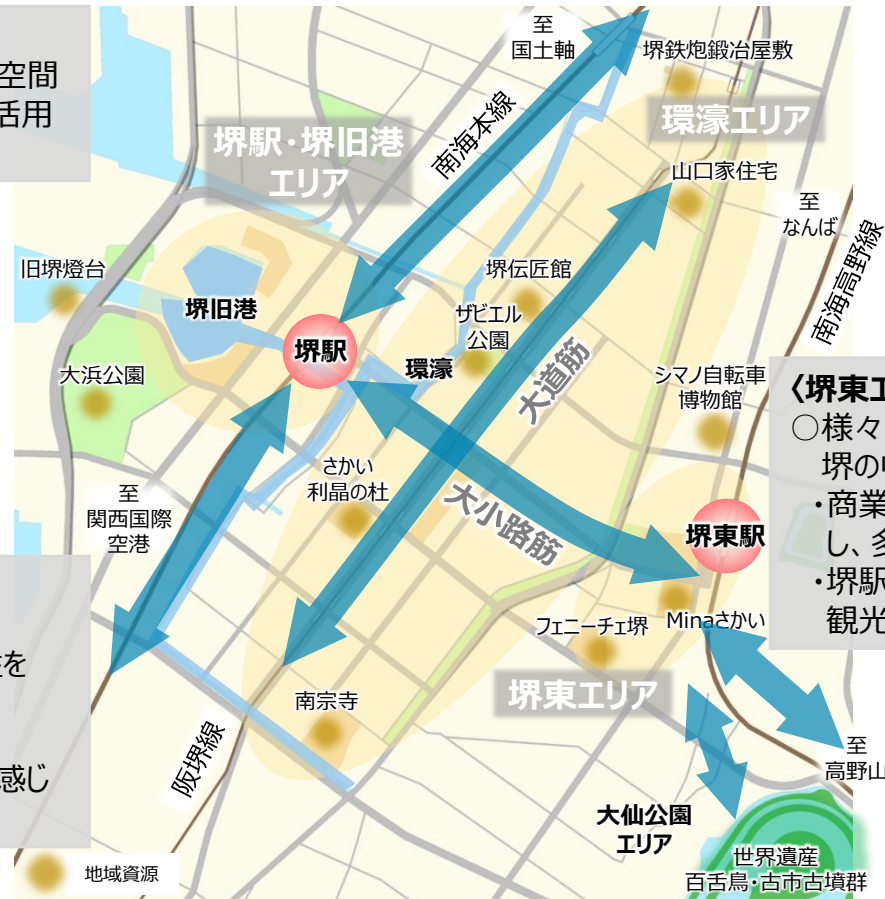 空間
活用
至
国土軸
堺鉄炮鍛冶屋敷
環濠エリア
堺駅・堺旧港
エリア
南海本線
山口家住宅
至
なんば
南海高野線
旧堺燈台
堺伝匠館
堺旧港
ザビエル
公園
堺駅
環濠
大道筋
大浜公園
シマノ自転車
博物館
〈堺東エ
○様々
堺の中
・商業
し、多
・堺駅
観光
さかい
利晶の杜
至
関西国際
空港
大小路筋
堺東駅
フェニーチェ堺
Minaさかい
を
感じ
堺東エリア
南宗寺
阪堺線
至
高野山
大仙公園
エリア
世界遺産
百舌鳥・古市古墳群
地域資源